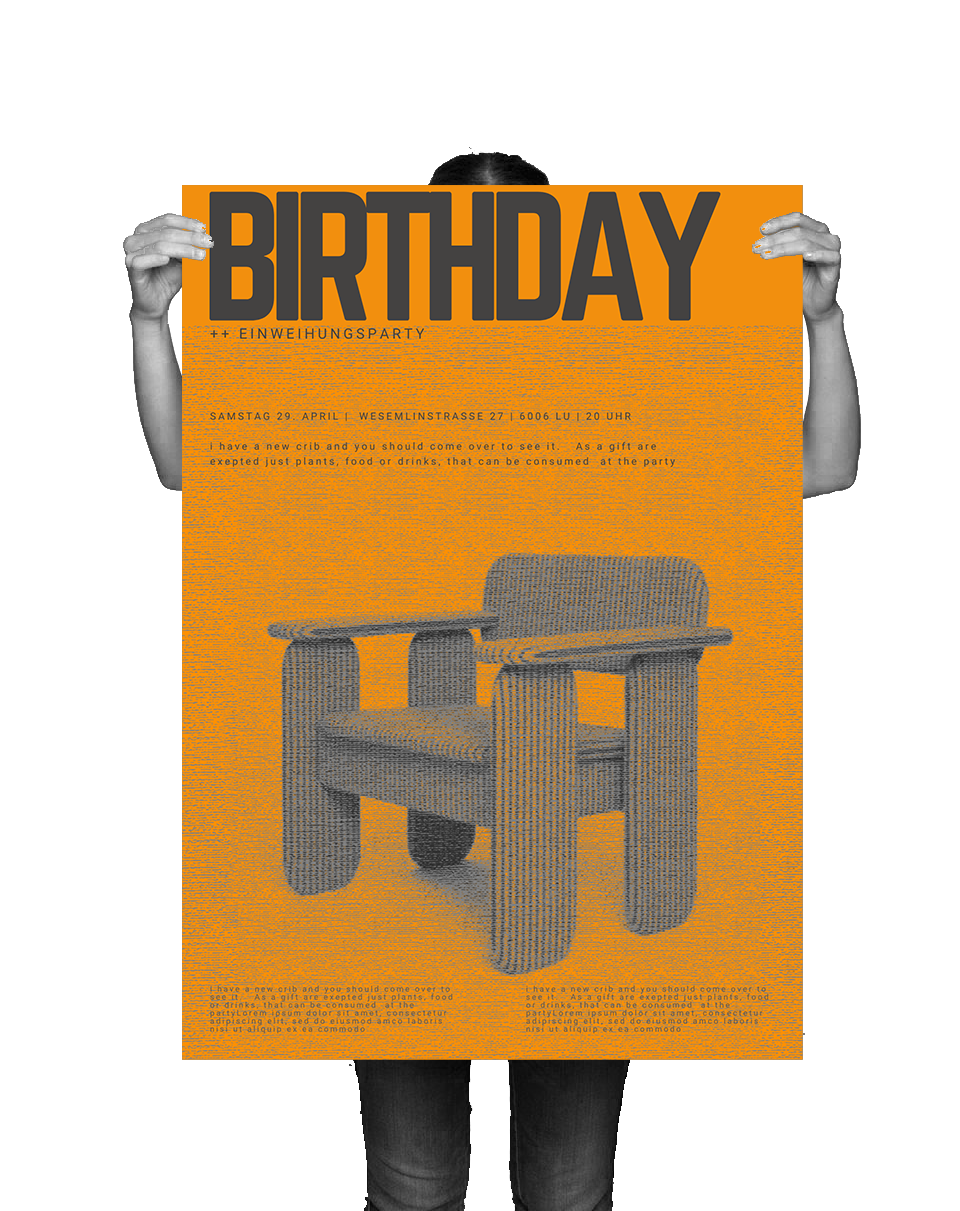 BIRTHDAY
++ EINWEIHUNGSPARTY
SAMSTAG 29. APRIL | WESEMLINSTRASSE 27 | 6006 LU | 20 UHR
I have a new crib and you should come over to see it. As a gift are
exepted just plants, food or drinks, that can be consumed at the party
I have a new crib and you should come over to
see it. As a gift are exepted just plants, food
or drinks, that can be consumed at the
partyLorem ipsum dolor sit amet, consectetur
adipiscing elit, sed do eiusmod amco laboris
nisi ut aliquip ex ea commodo
I have a new crib and you should come over to
see it. As a gift are exepted just plants, food
or drinks, that can be consumed at the
partyLorem ipsum dolor sit amet, consectetur
adipiscing elit, sed do eiusmod amco laboris
nisi ut aliquip ex ea commodo